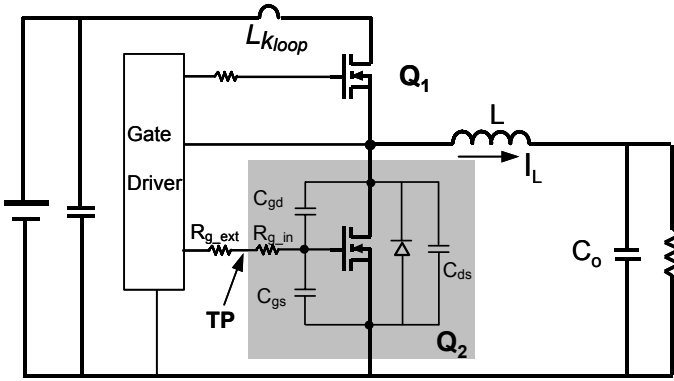 Lkloop
Q1
Gate
Driver
L
IL
Cgd
Rg_ext
Rg_in
Cds
Co
Cgs
TP
Q2